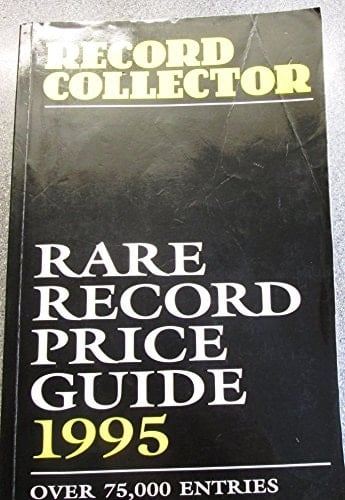 RECORD
COLLECTOR
RARE
RECORD
PRICE
GUIDE
1995
OVER 75,000 ENTRIES